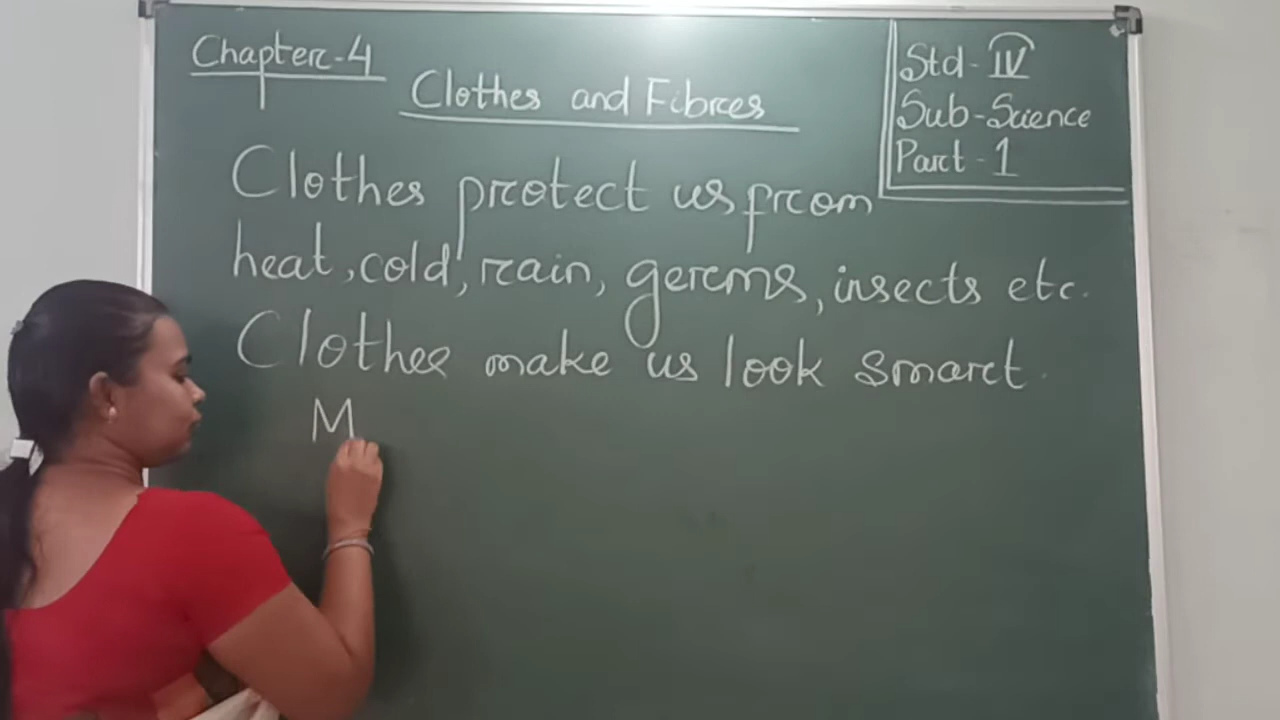 Chapter-4
Clothes and Fibres
Std-IV
Sub-Science
Part-1
Clothes protect us from
heat, cold, rain, germs, insects etc.
Clothes make us look smart.
M